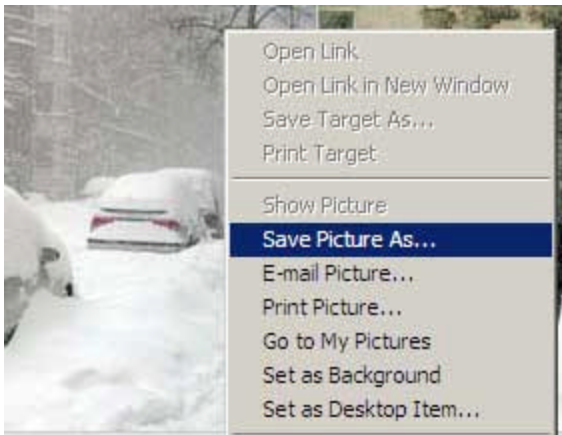 Open Link
Open Link in New Window
Save Target As...
Print Target
Show Picture
Save Picture As...
E-mail Picture...
Print Picture...
Go to My Pictures
Set as Background
Set as Desktop Item...